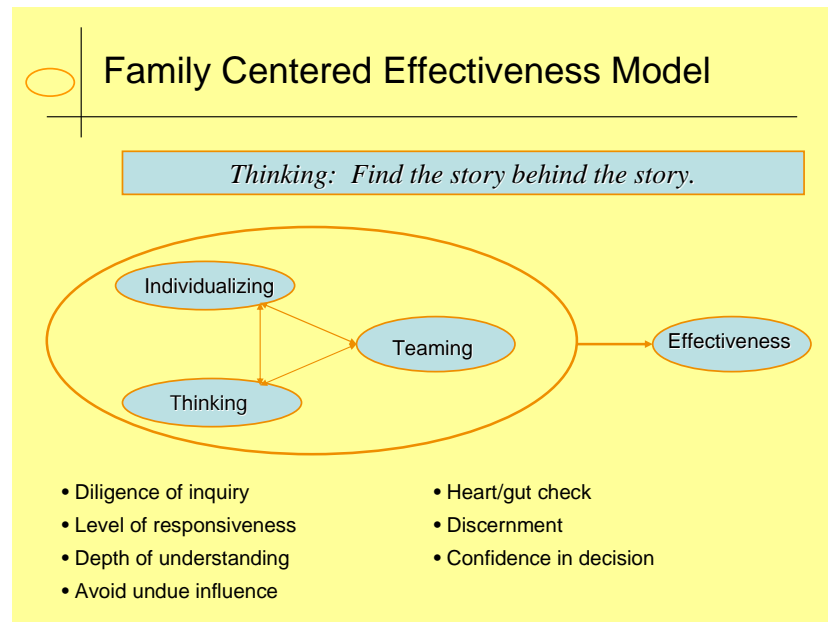 Family Centered Effectiveness Model
Thinking: Find the story behind the story.
Individualizing
Teaming
Effectiveness
Thinking
• Diligence of inquiry
• Level of responsiveness
• Depth of understanding
• Avoid undue influence
• Heart/gut check
• Discernment
• Confidence in decision